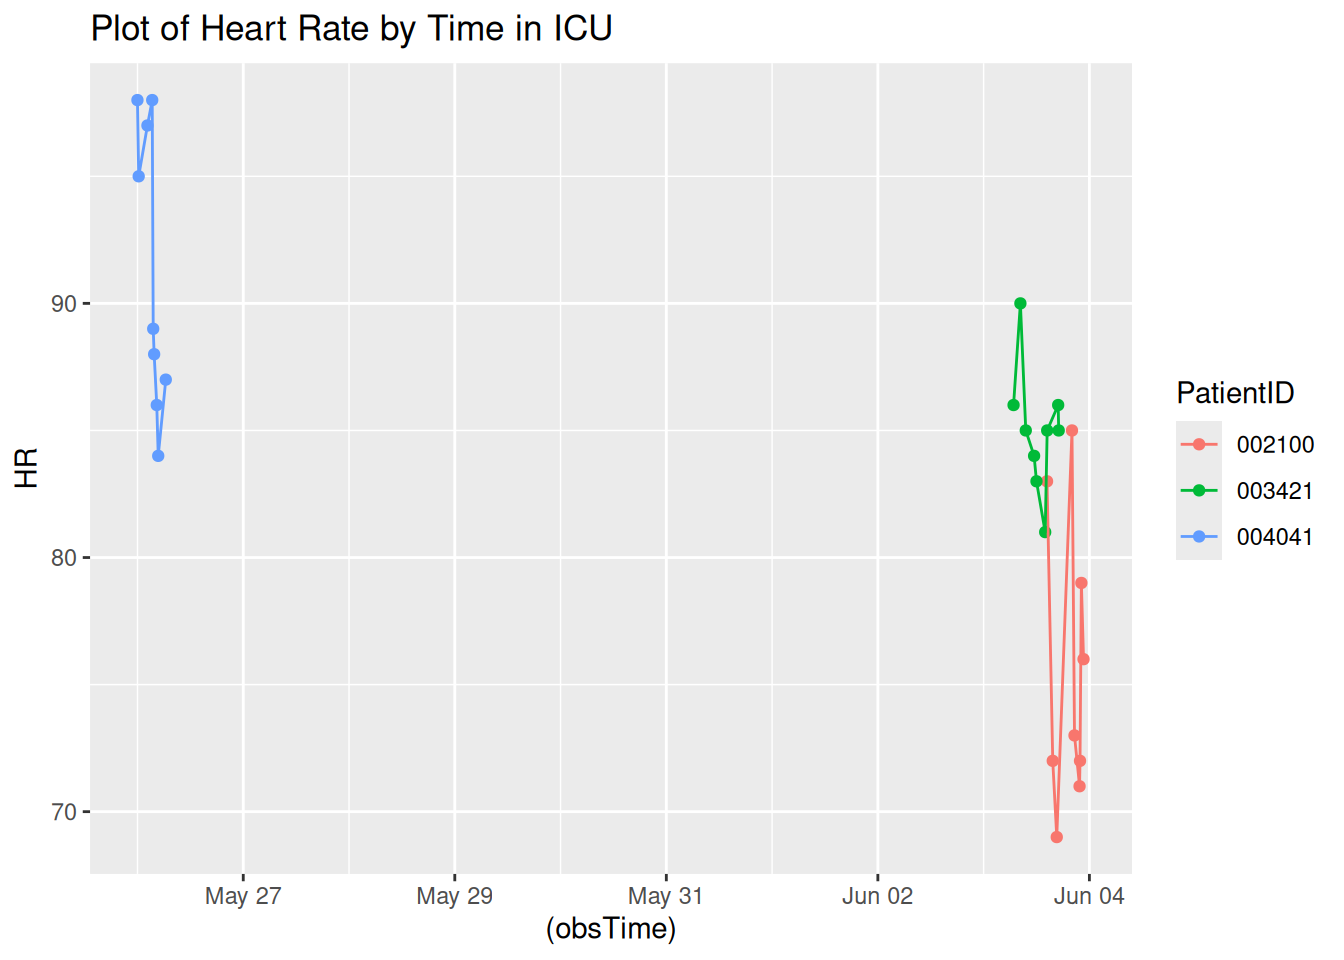 Plot of Heart Rate by Time in ICU
HR
90
80
70
May 27
May 29
May 31
Jun 02
Jun 04
(obsTime)
PatientID
002100
003421
004041